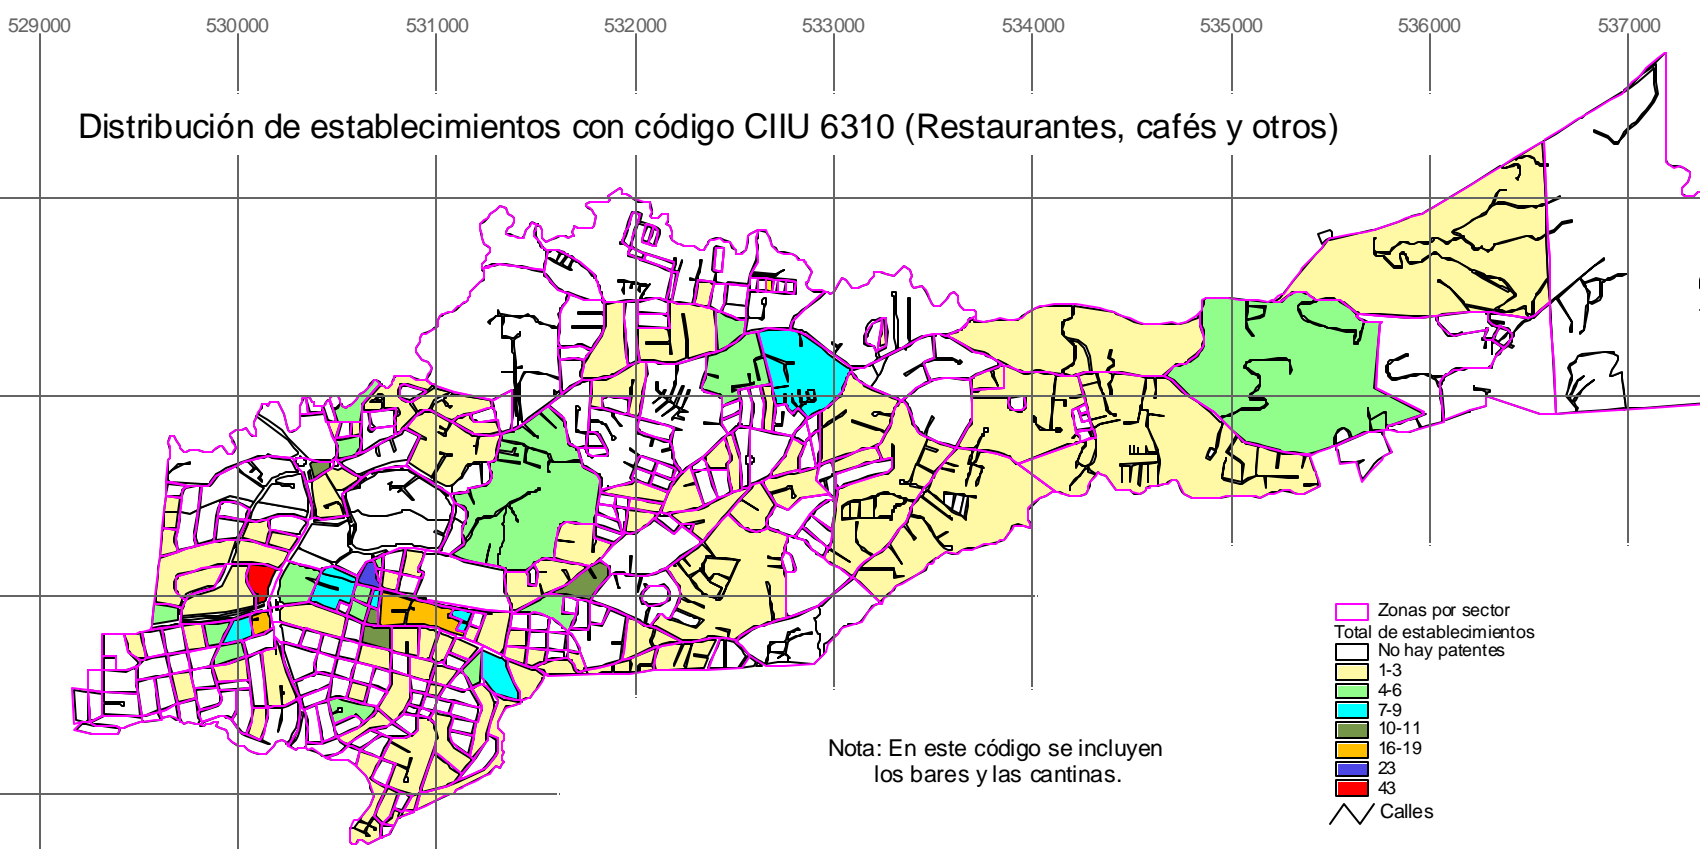 529000 530000 531000 532000 533000 534000 535000 536000 537000
Distribución de establecimientos con código CIIU 6310 (Restaurantes, cafés y otros)
Zonas por sector
Total de establecimientos
No hay patentes
1-3
4-6
7-9
10-11
16-19
23
43
Calles
Nota: En este código se incluyen
los bares y las cantinas.